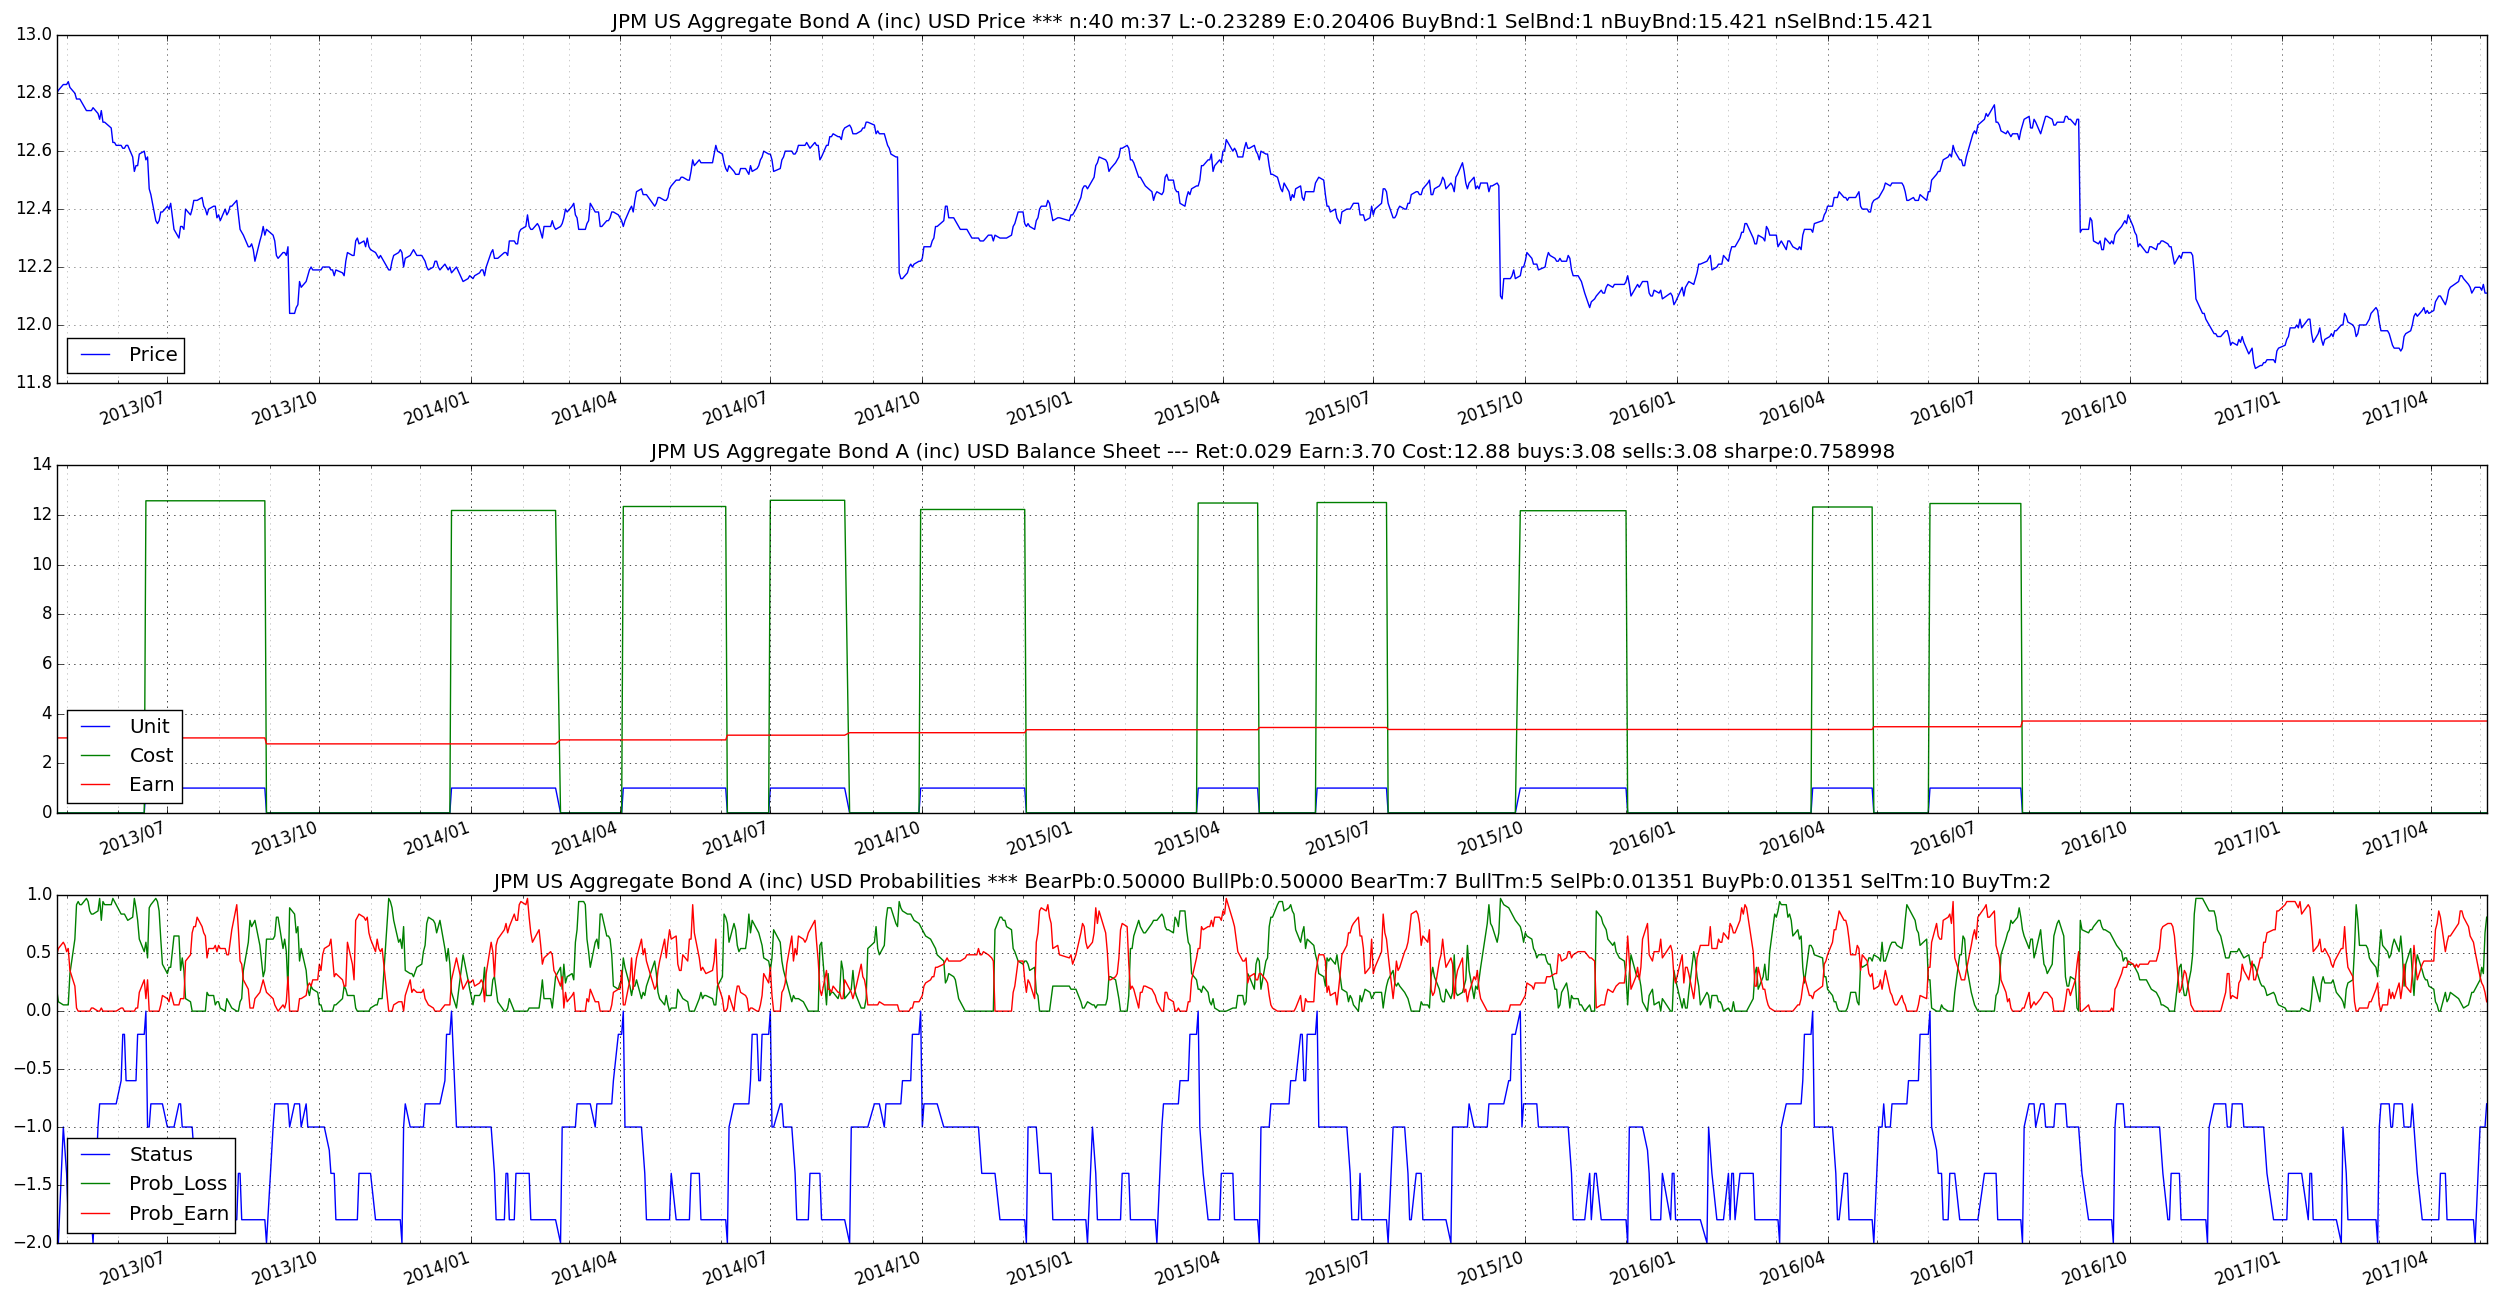 JPM US Aggregate Bond A (inc) USD Price *** n:40 m:37 L:-0.23289 E:0.20406 BuyBnd:1 SelBnd:1 nBuyBnd:15.421 nSelBnd:15.421
13.0
12.8
12.6
12.4
12.2
12.0
11.8
Price
2013/07 2013/10 2014/01 2014/04 2014/07 2014/10 2015/01 2015/04 2015/07 2015/10 2016/01 2016/04 2016/07 2016/10 2017/01 2017/04
JPM US Aggregate Bond A (inc) USD Balance Sheet --- Ret:0.029 Earn:3.70 Cost:12.88 buys:3.08 sells:3.08 sharpe:0.758998
14
12
10
8
6
4
2
0
Unit
Cost
Earn
2013/07 2013/10 2014/01 2014/04 2014/07 2014/10 2015/01 2015/04 2015/07 2015/10 2016/01 2016/04 2016/07 2016/10 2017/01 2017/04
JPM US Aggregate Bond A (inc) USD Probabilities *** BearPb:0.50000 BullPb:0.50000 BearTm:7 BullTm:5 SelPb:0.01351 BuyPb:0.01351 SelTm:10 BuyTm:2
1.0
0.5
0.0
−0.5
−1.0
−1.5
−2.0
Status
Prob_Loss
Prob_Earn
2013/07 2013/10 2014/01 2014/04 2014/07 2014/10 2015/01 2015/04 2015/07 2015/10 2016/01 2016/04 2016/07 2016/10 2017/01 2017/04